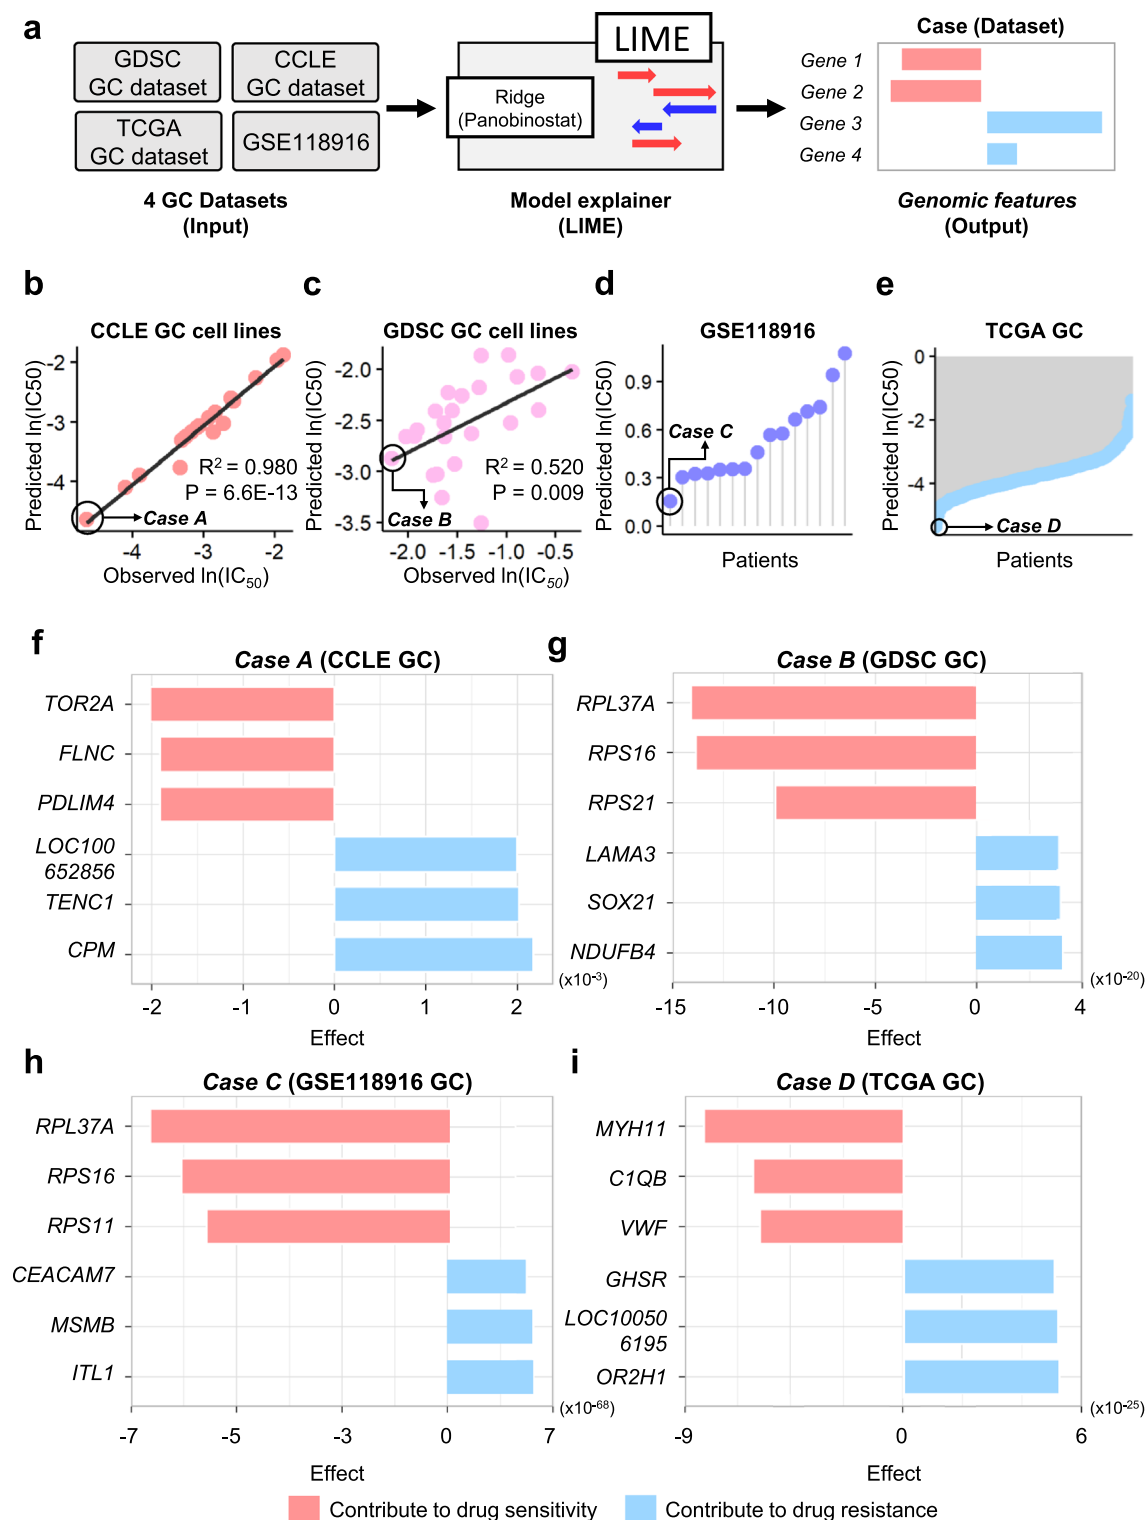 a
GDSC
GC dataset
CCLE
GC dataset
TCGA
GC dataset
GSE118916
4 GC Datasets
(Input)
LIME
Ridge
(Panobinostat)
Model explainer
(LIME)
Case (Dataset)
Gene 1
Gene 2
Gene 3
Gene 4
Genomic features
(Output)
b
CCLE GC cell lines
Predicted ln(IC50)
-2
-3
-4
R² = 0.980
P = 6.6E-13
Case A
-4 -3 -2
Observed ln(IC₅₀)
c
GDSC GC cell lines
Predicted ln(IC50)
-2.0
-2.5
-3.0
-3.5
R² = 0.520
P = 0.009
Case B
-2.0 -1.5 -1.0 -0.5
Observed ln(IC₅₀)
d
GSE118916
Predicted ln(IC50)
0.9
0.6
0.3
0.0
Case C
Patients
e
TCGA GC
Predicted ln(IC50)
0
-2
-4
Case D
Patients
f
Case A (CCLE GC)
TOR2A
FLNC
PDLIM4
LOC100
652856
TENC1
CPM
(x10⁻³)
-2 -1 0 1 2
Effect
g
Case B (GDSC GC)
RPL37A
RPS16
RPS21
LAMA3
SOX21
NDUFB4
(x10⁻²⁰)
-15 -10 -5 0 4
Effect
h
Case C (GSE118916 GC)
RPL37A
RPS16
RPS11
CEACAM7
MSMB
ITL1
(x10⁻⁶⁸)
-7 -5 -3 0 7
Effect
i
Case D (TCGA GC)
MYH11
C1QB
VWF
GHSR
LOC10050
6195
OR2H1
(x10⁻²⁵)
-9 0 6
Effect
Contribute to drug sensitivity
Contribute to drug resistance